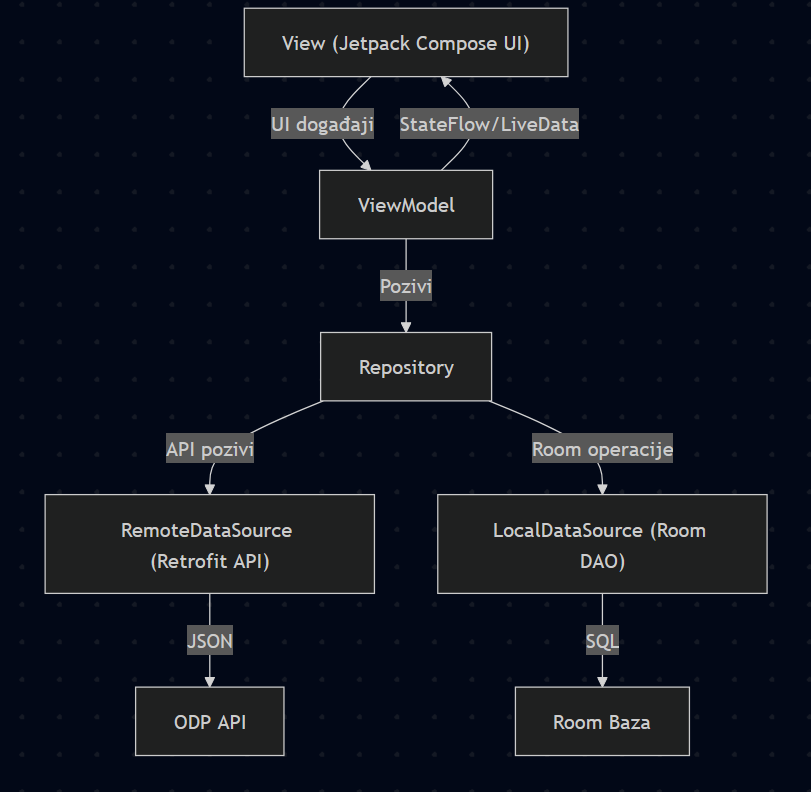 View (Jetpack Compose UI)
UI događaji
StateFlow/LiveData
ViewModel
Pozivi
Repository
API pozivi
Room operacije
RemoteDataSource
(Retrofit API)
LocalDataSource (Room
DAO)
JSON
SQL
ODP API
Room Baza